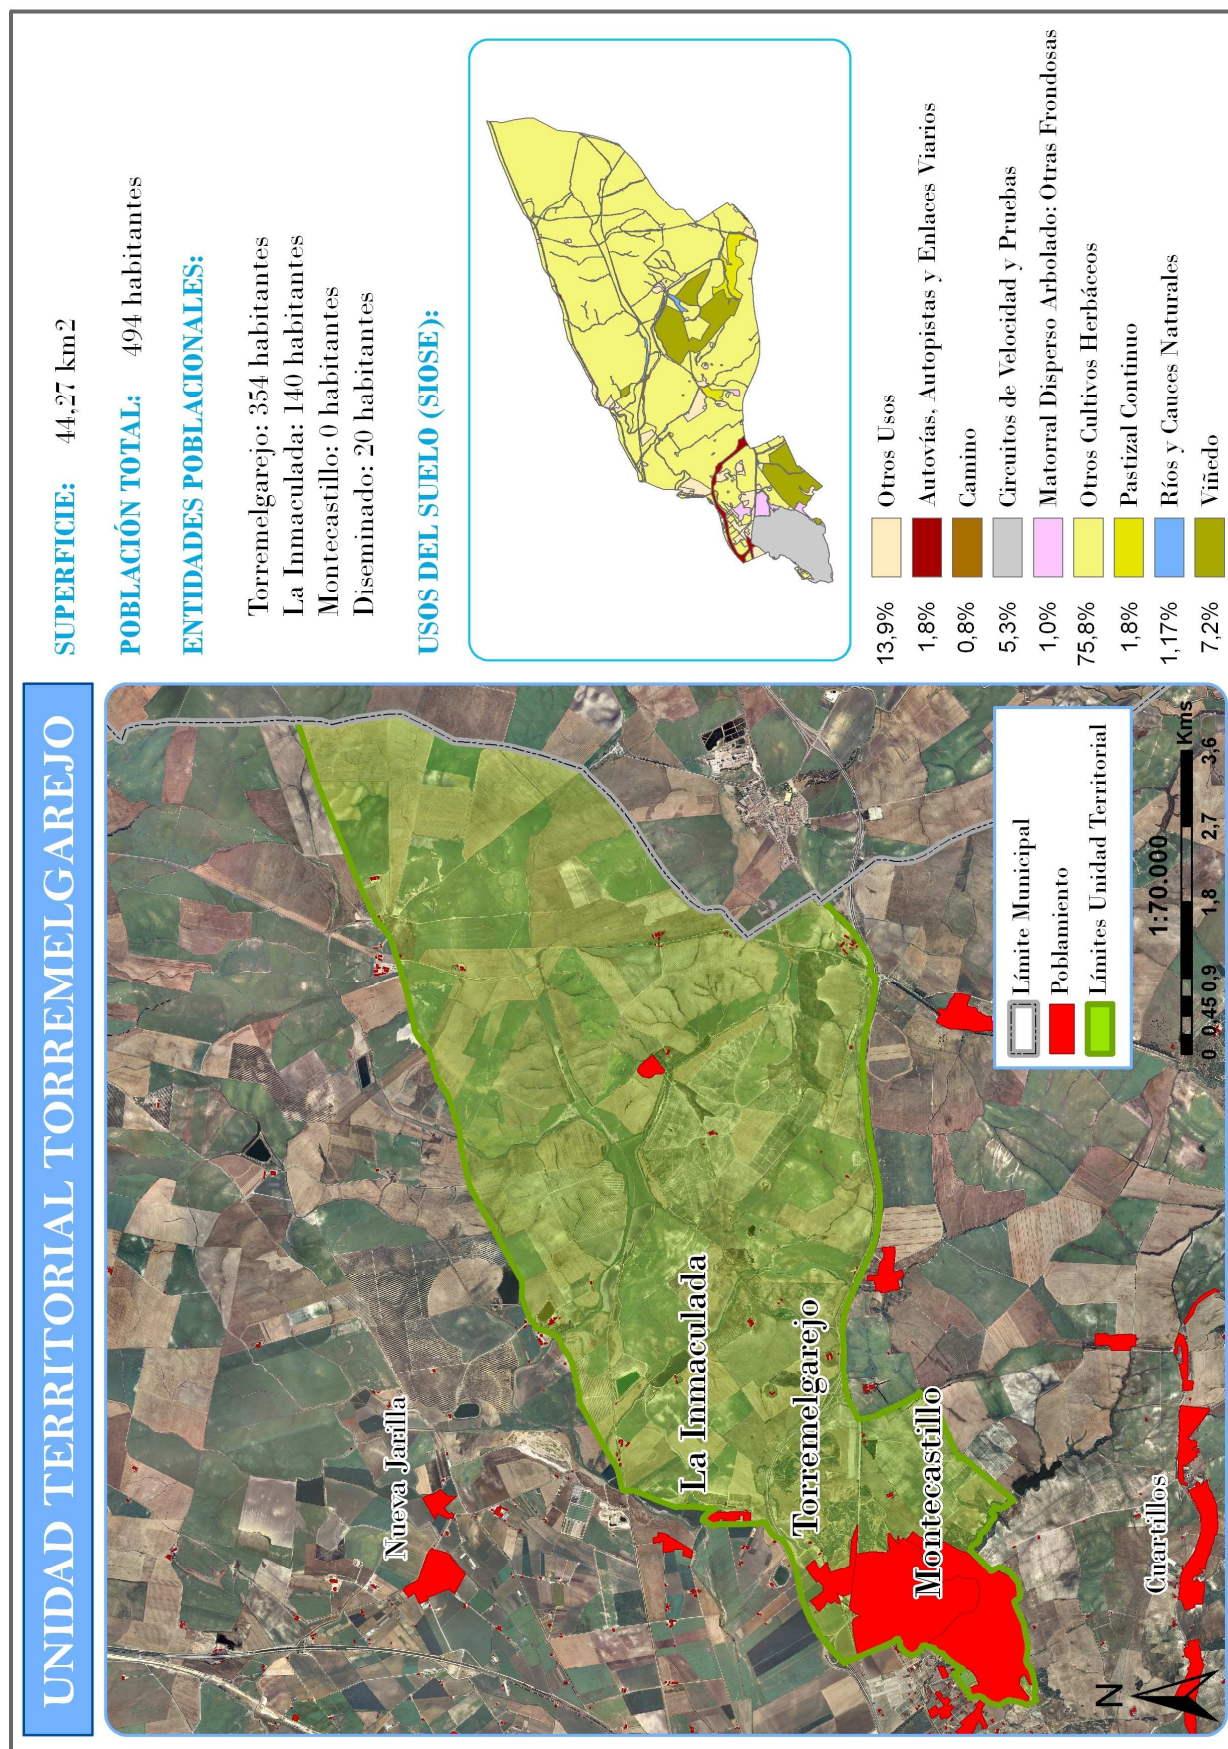 UNIDAD TERRITORIAL TORREMELGAREJO
Nueva Jarilla
La Inmaculada
Torremelgarejo
Montecastillo
Cuartillos
N
Límite Municipal
Poblamiento
Límites Unidad Territorial
1:70.000
Kms
0 0,45 0,9 1,8 2,7 3,6
SUPERFICIE: 44,27 km2
POBLACIÓN TOTAL: 494 habitantes
ENTIDADES POBLACIONALES:
Torremelgarejo: 354 habitantes
La Inmaculada: 140 habitantes
Montecastillo: 0 habitantes
Diseminado: 20 habitantes
USOS DEL SUELO (SIOSE):
13,9% Otros Usos
1,8% Autovías, Autopistas y Enlaces Viarios
0,8% Camino
5,3% Circuitos de Velocidad y Pruebas
1,0% Matorral Disperso Arbolado: Otras Frondosas
75,8% Otros Cultivos Herbáceos
1,8% Pastizal Continuo
1,17% Ríos y Cauces Naturales
7,2% Viñedo